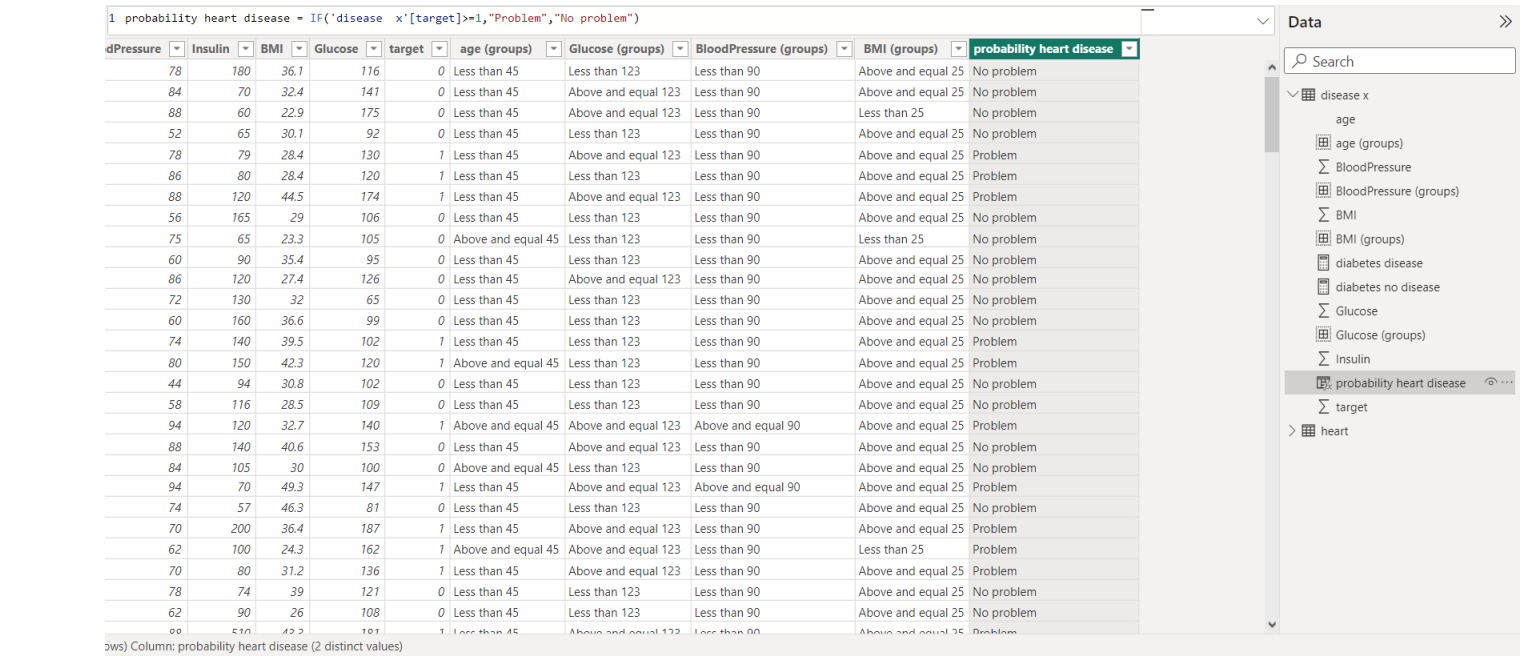 1 probability heart disease = IF('disease  x'[target]>=1,"Problem","No problem")
Data
dPressure Insulin BMI Glucose target age (groups) Glucose (groups) BloodPressure (groups) BMI (groups) probability heart disease
Search
78 180 36.1 116 0 Less than 45 Less than 123 Less than 90 Above and equal 25 No problem
84 70 32.4 141 0 Less than 45 Above and equal 123 Less than 90 Above and equal 25 No problem
88 60 22.9 175 0 Less than 45 Above and equal 123 Less than 90 Less than 25 No problem
52 65 30.1 92 0 Less than 45 Less than 123 Less than 90 Above and equal 25 No problem
78 79 28.4 130 1 Less than 45 Above and equal 123 Less than 90 Above and equal 25 Problem
86 80 28.4 120 1 Less than 45 Less than 123 Less than 90 Above and equal 25 Problem
88 120 44.5 174 1 Less than 45 Above and equal 123 Less than 90 Above and equal 25 Problem
56 165 29 106 0 Less than 45 Less than 123 Less than 90 Above and equal 25 No problem
75 65 23.3 105 0 Above and equal 45 Less than 123 Less than 90 Less than 25 No problem
60 90 35.4 95 0 Less than 45 Less than 123 Less than 90 Above and equal 25 No problem
86 120 27.4 126 0 Less than 45 Above and equal 123 Less than 90 Above and equal 25 No problem
72 130 32 65 0 Less than 45 Less than 123 Less than 90 Above and equal 25 No problem
60 160 36.6 99 0 Less than 45 Less than 123 Less than 90 Above and equal 25 No problem
74 140 39.5 102 1 Less than 45 Less than 123 Less than 90 Above and equal 25 Problem
80 150 42.3 120 1 Above and equal 45 Less than 123 Less than 90 Above and equal 25 Problem
44 94 30.8 102 0 Less than 45 Less than 123 Less than 90 Above and equal 25 No problem
58 116 28.5 109 0 Less than 45 Less than 123 Less than 90 Above and equal 25 No problem
94 120 32.7 140 1 Above and equal 45 Above and equal 123 Above and equal 90 Above and equal 25 Problem
88 140 40.6 153 0 Less than 45 Above and equal 123 Less than 90 Above and equal 25 No problem
84 105 30 100 0 Above and equal 45 Less than 123 Less than 90 Above and equal 25 No problem
94 70 49.3 147 1 Less than 45 Above and equal 123 Above and equal 90 Above and equal 25 Problem
74 57 46.3 81 0 Less than 45 Less than 123 Less than 90 Above and equal 25 No problem
70 200 36.4 187 1 Less than 45 Above and equal 123 Less than 90 Above and equal 25 Problem
62 100 24.3 162 1 Above and equal 45 Above and equal 123 Less than 90 Less than 25 Problem
70 80 31.2 136 1 Less than 45 Above and equal 123 Less than 90 Above and equal 25 Problem
78 74 39 121 0 Less than 45 Less than 123 Less than 90 Above and equal 25 No problem
62 90 26 108 0 Less than 45 Less than 123 Less than 90 Above and equal 25 No problem
88 510 43.3 181 1 Less than 45 Above and equal 123 Less than 90 Above and equal 25 Problem
ows) Column: probability heart disease (2 distinct values)
disease x
age
age (groups)
BloodPressure
BloodPressure (groups)
BMI
BMI (groups)
diabetes disease
diabetes no disease
Glucose
Glucose (groups)
Insulin
probability heart disease
target
heart